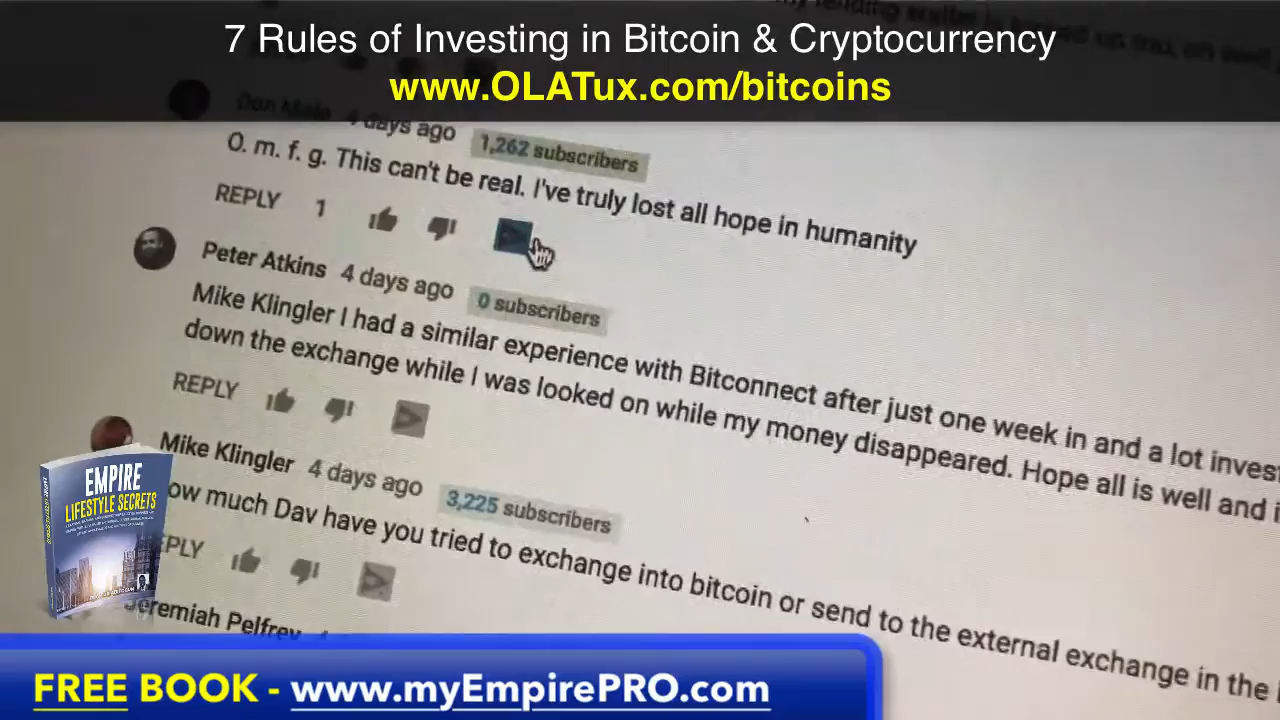 7 Rules of Investing in Bitcoin & Cryptocurrency
www.OLATux.com/bitcoins
4 days ago 1,262 subscribers
O. m. f. g. This can't be real. I've truly lost all hope in humanity
REPLY 1
Peter Atkins 4 days ago 0 subscribers
Mike Klingler I had a similar experience with Bitconnect after just one week in and a lot invest
down the exchange while I was looked on while my money disappeared. Hope all is well and i
REPLY
Mike Klingler 4 days ago 3,225 subscribers
ow much Dav have you tried to exchange into bitcoin or send to the external exchange in the
EPLY
Jeremiah Pelfrey
EMPIRE
LIFESTYLE SECRETS
FREE BOOK - www.myEmpirePRO.com